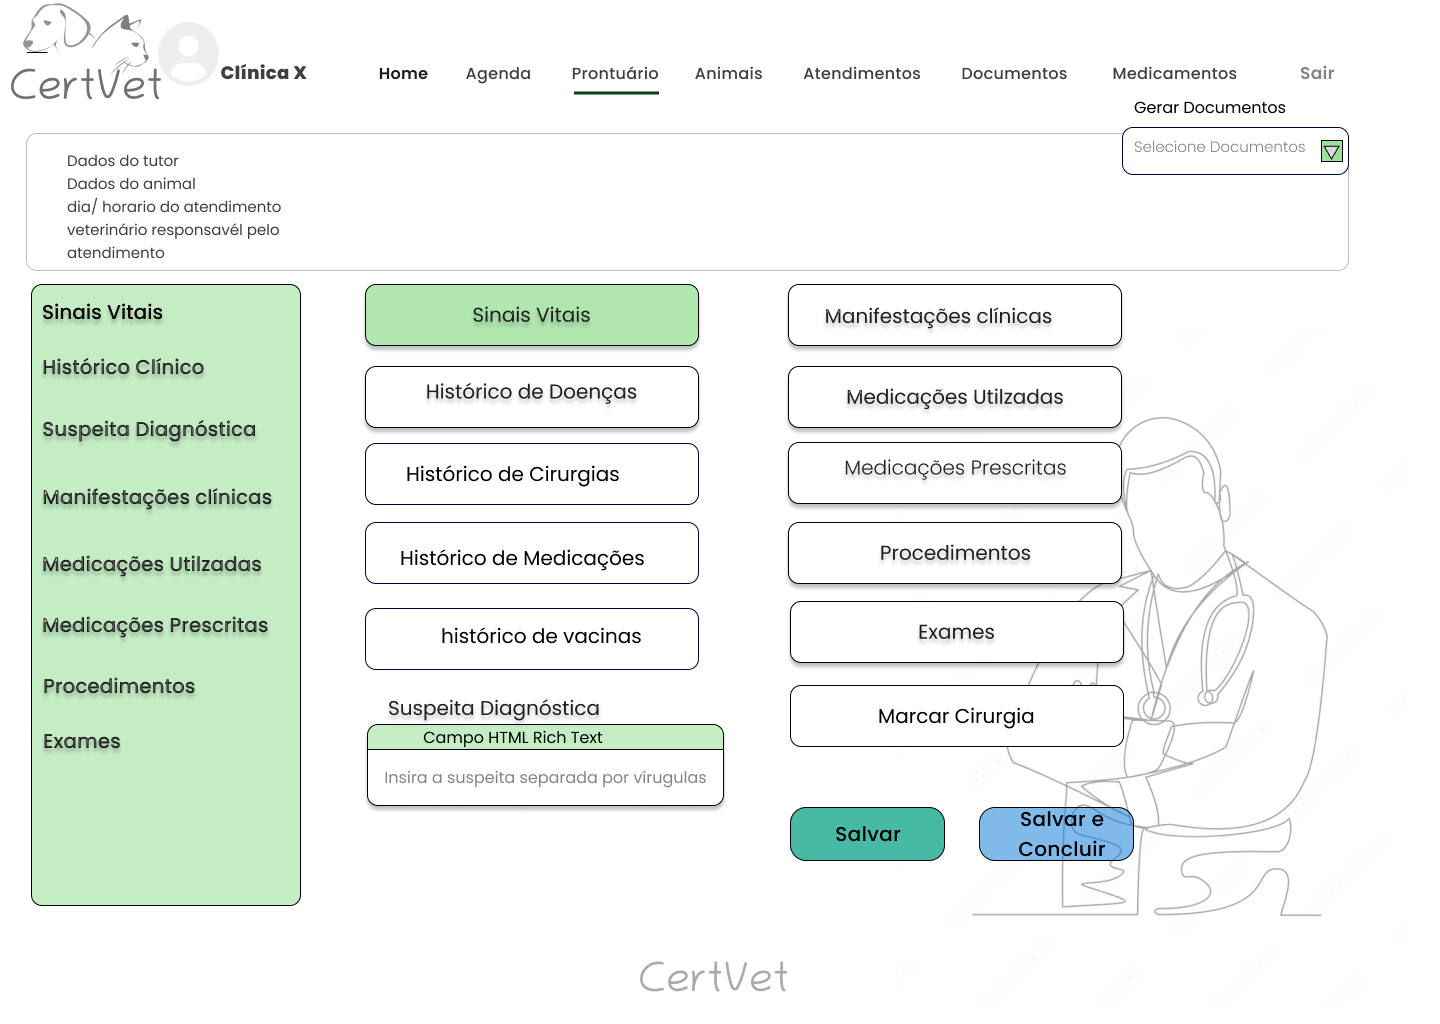 CertVet
Clínica X
Home
Agenda
Prontuário
Animais
Atendimentos
Documentos
Medicamentos
Sair
Gerar Documentos
Selecione Documentos
Dados do tutor
Dados do animal
dia/ horario do atendimento
veterinário responsavél pelo
atendimento
Sinais Vitais
Histórico Clínico
Suspeita Diagnóstica
Manifestações clínicas
Medicações Utilzadas
Medicações Prescritas
Procedimentos
Exames
Sinais Vitais
Histórico de Doenças
Histórico de Cirurgias
Histórico de Medicações
histórico de vacinas
Suspeita Diagnóstica
Campo HTML Rich Text
Insira a suspeita separada por vírugulas
Manifestações clínicas
Medicações Utilzadas
Medicações Prescritas
Procedimentos
Exames
Marcar Cirurgia
Salvar
Salvar e
Concluir
CertVet